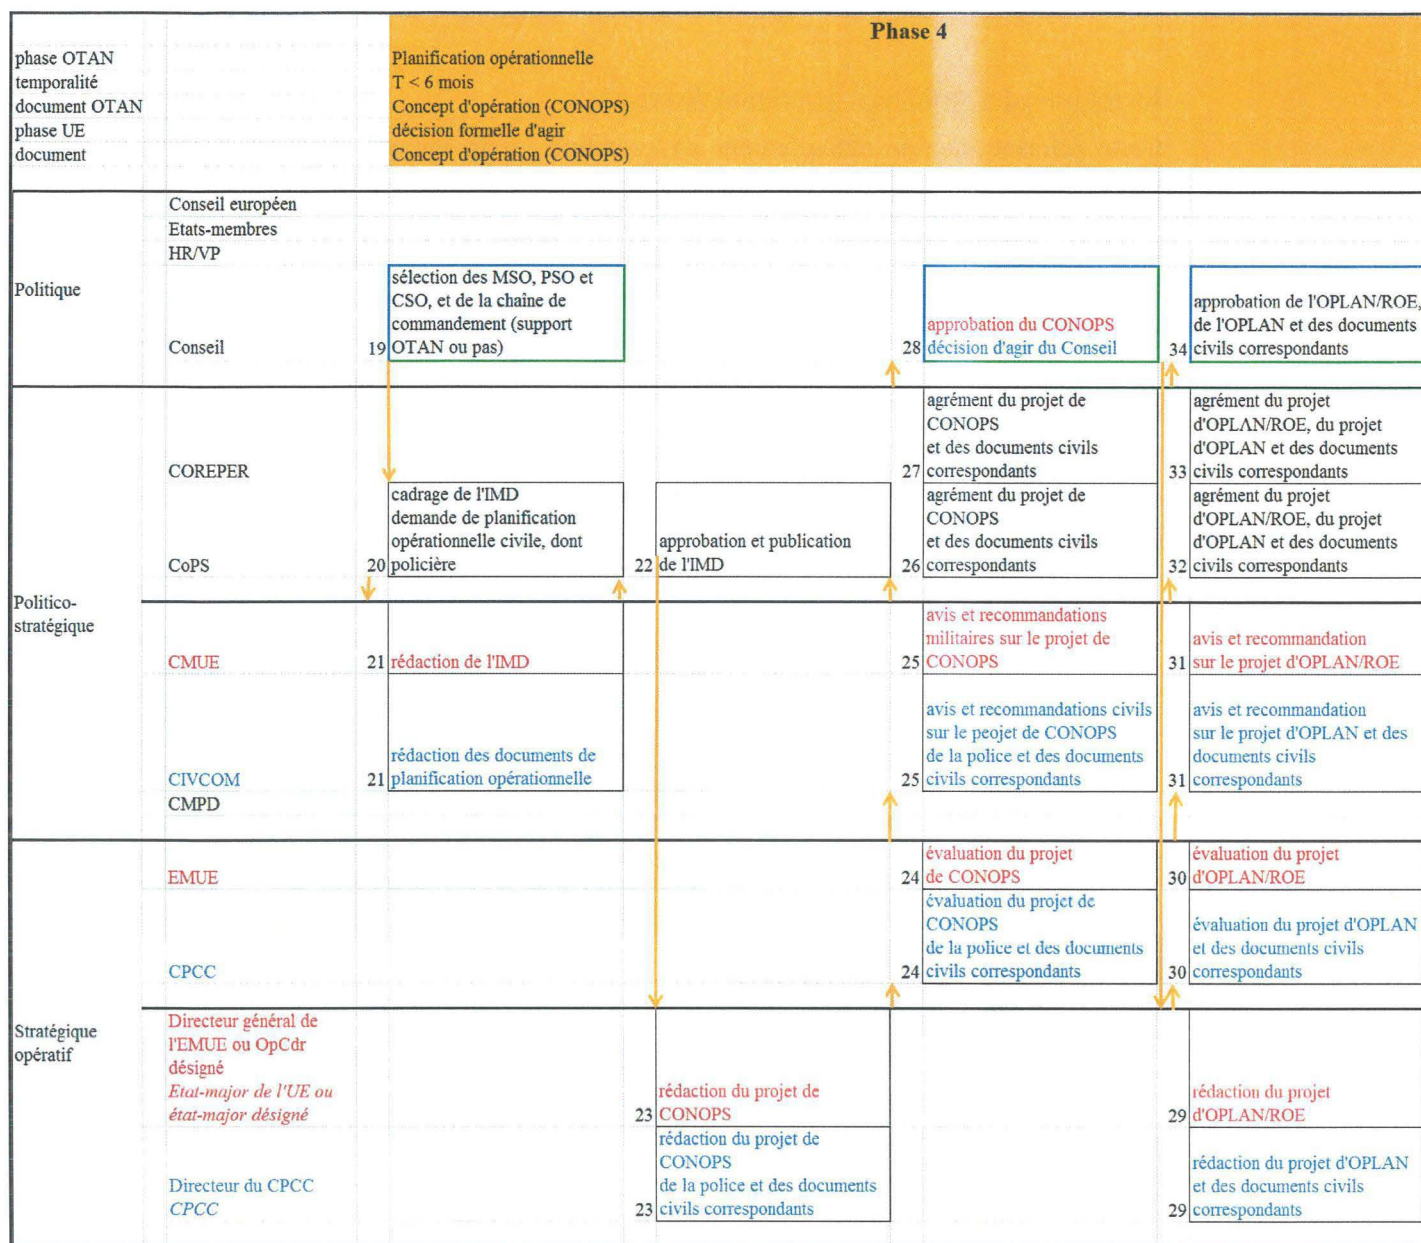 Phase 4
phase OTAN
Planification opérationnelle
temporalité
T < 6 mois
document OTAN
Concept d'opération (CONOPS)
phase UE
décision formelle d'agir
document
Concept d'opération (CONOPS)
Politique
Conseil européen
Etats-membres
HR/VP
Conseil
19
sélection des MSO, PSO et
CSO, et de la chaîne de
commandement (support
OTAN ou pas)
28
approbation du CONOPS
décision d'agir du Conseil
34
approbation de l'OPLAN/ROE,
de l'OPLAN et des documents
civils correspondants
Politico-
stratégique
COREPER
27
agrément du projet de
CONOPS
et des documents civils
correspondants
33
agrément du projet
d'OPLAN/ROE, du projet
d'OPLAN et des documents
civils correspondants
CoPS
20
cadrage de l'IMD
demande de planification
opérationnelle civile, dont
policière
22
approbation et publication
de l'IMD
26
agrément du projet de
CONOPS
et des documents civils
correspondants
32
agrément du projet
d'OPLAN/ROE, du projet
d'OPLAN et des documents
civils correspondants
CMUE
21
rédaction de l'IMD
25
avis et recommandations
militaires sur le projet de
CONOPS
31
avis et recommandation
sur le projet d'OPLAN/ROE
CIVCOM
21
rédaction des documents de
planification opérationnelle
25
avis et recommandations civils
sur le peojet de CONOPS
de la police et des documents
civils correspondants
31
avis et recommandation
sur le projet d'OPLAN et des
documents civils
correspondants
CMPD
Stratégique
opératif
EMUE
24
évaluation du projet
de CONOPS
30
évaluation du projet
d'OPLAN/ROE
CPCC
24
évaluation du projet de
CONOPS
de la police et des documents
civils correspondants
30
évaluation du projet d'OPLAN
et des documents civils
correspondants
Directeur général de
l'EMUE ou OpCdr
désigné
Etat-major de l'UE ou
état-major désigné
23
rédaction du projet de
CONOPS
29
rédaction du projet
d'OPLAN/ROE
Directeur du CPCC
CPCC
23
rédaction du projet de
CONOPS
de la police et des documents
civils correspondants
29
rédaction du projet d'OPLAN
et des documents civils
correspondants